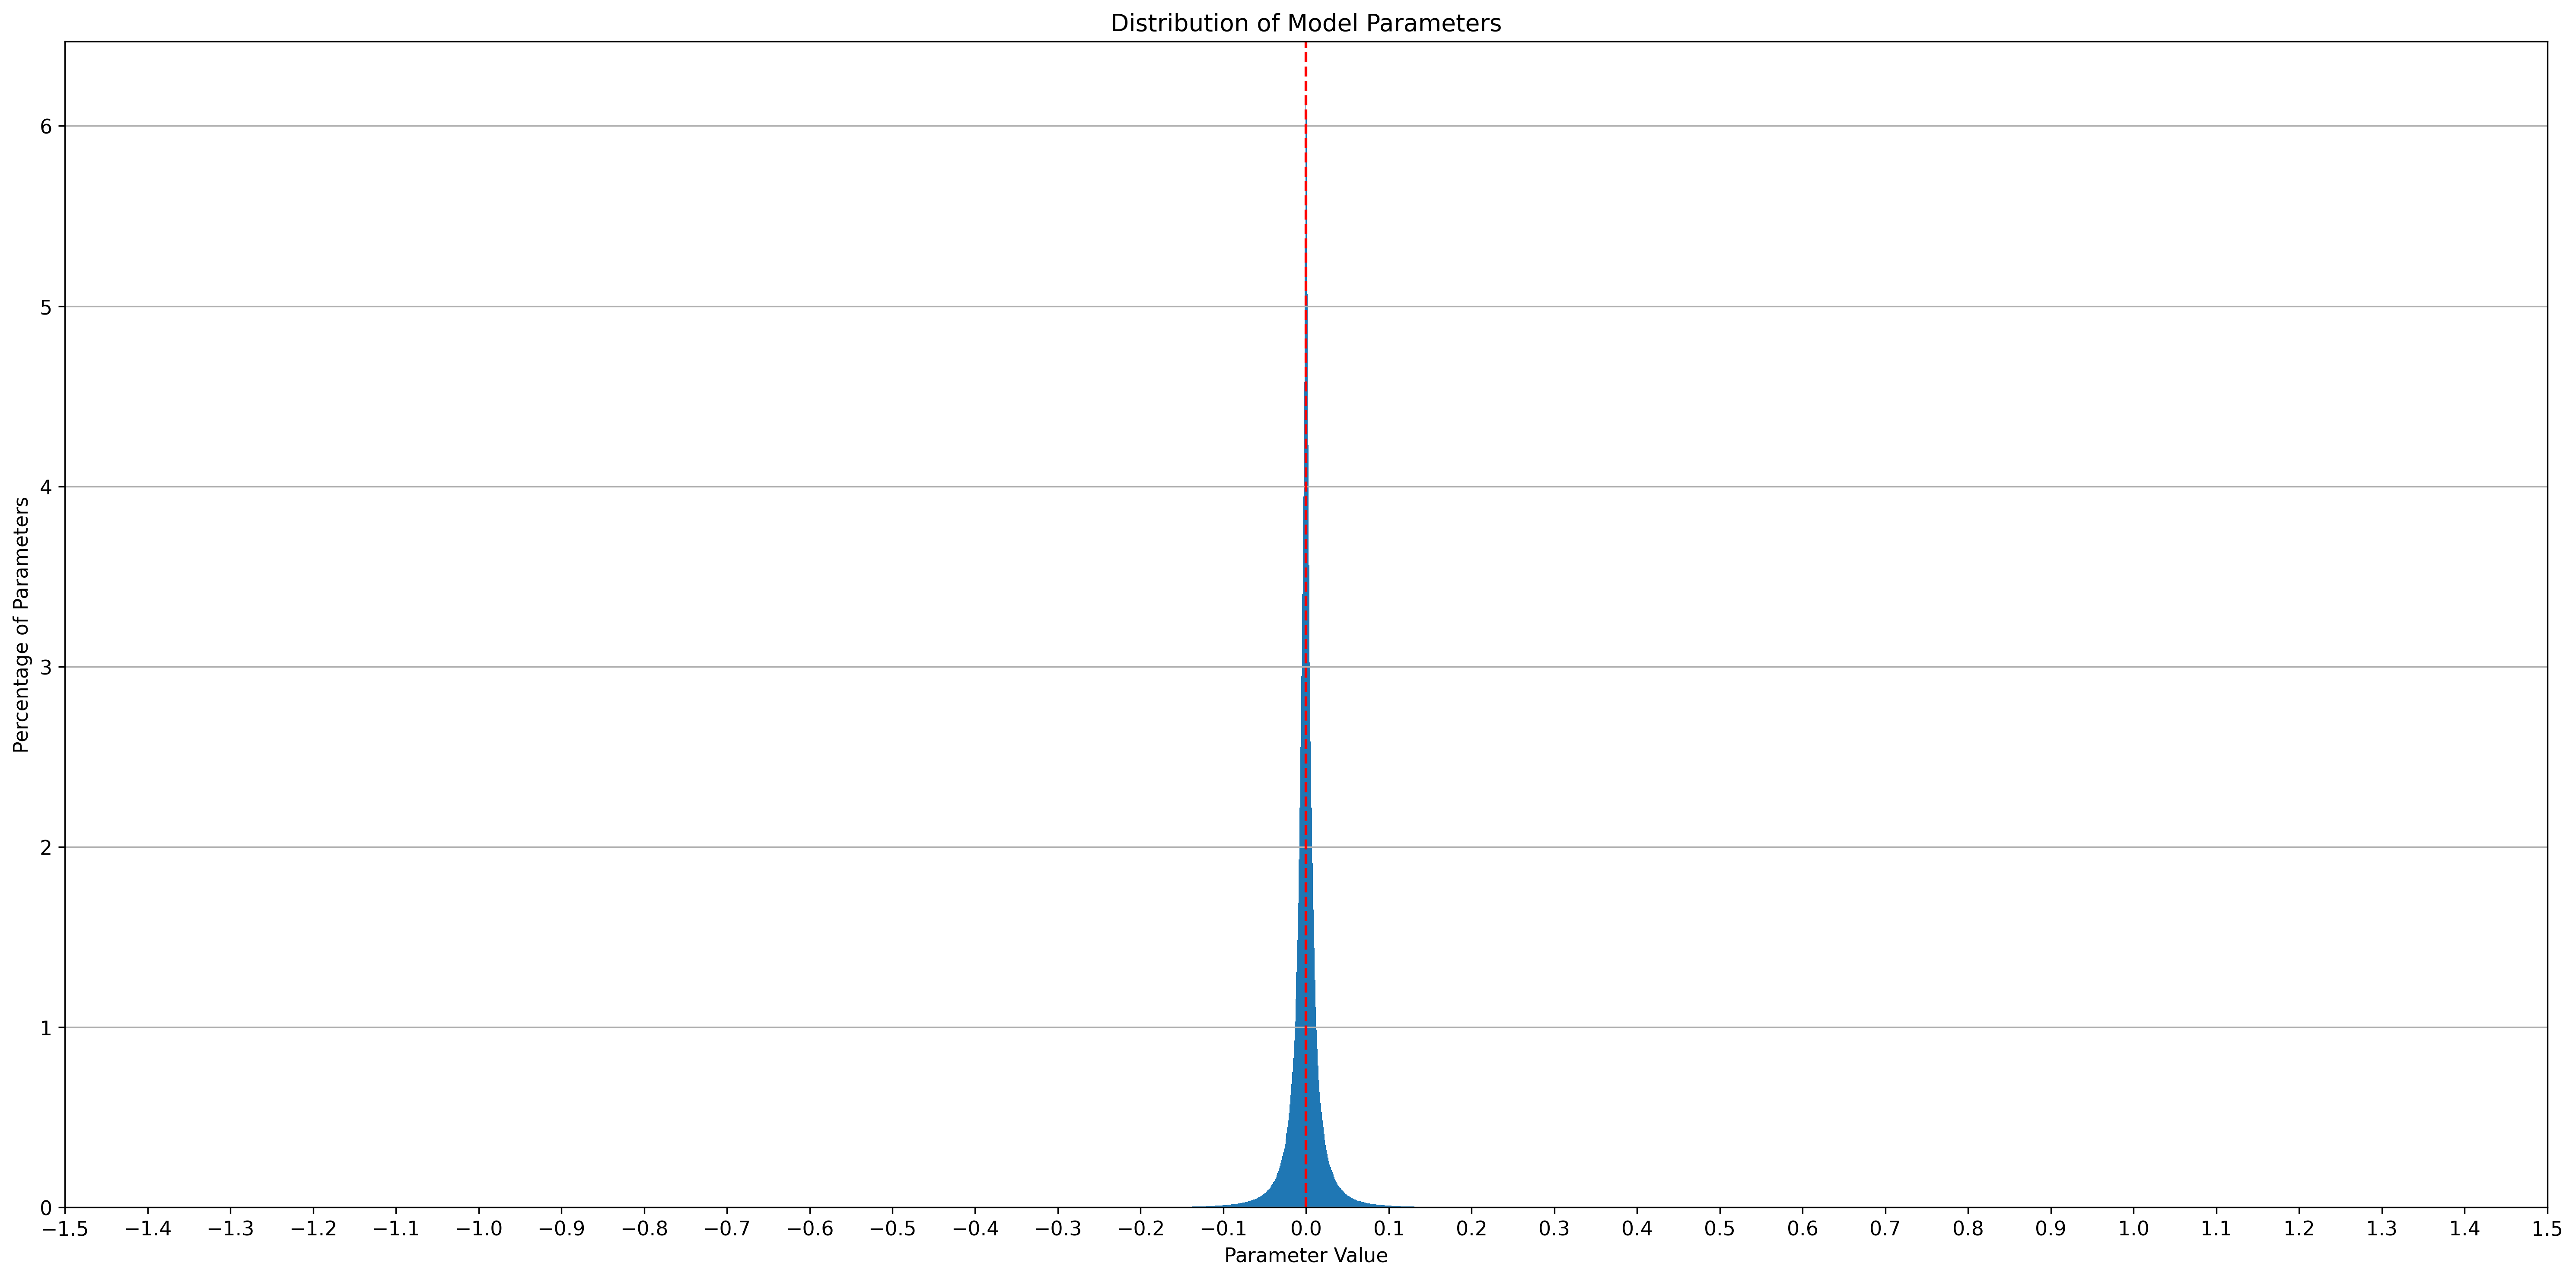 Distribution of Model Parameters
Percentage of Parameters
6
5
4
3
2
1
0
−1.5 −1.4 −1.3 −1.2 −1.1 −1.0 −0.9 −0.8 −0.7 −0.6 −0.5 −0.4 −0.3 −0.2 −0.1 0.0 0.1 0.2 0.3 0.4 0.5 0.6 0.7 0.8 0.9 1.0 1.1 1.2 1.3 1.4 1.5
Parameter Value